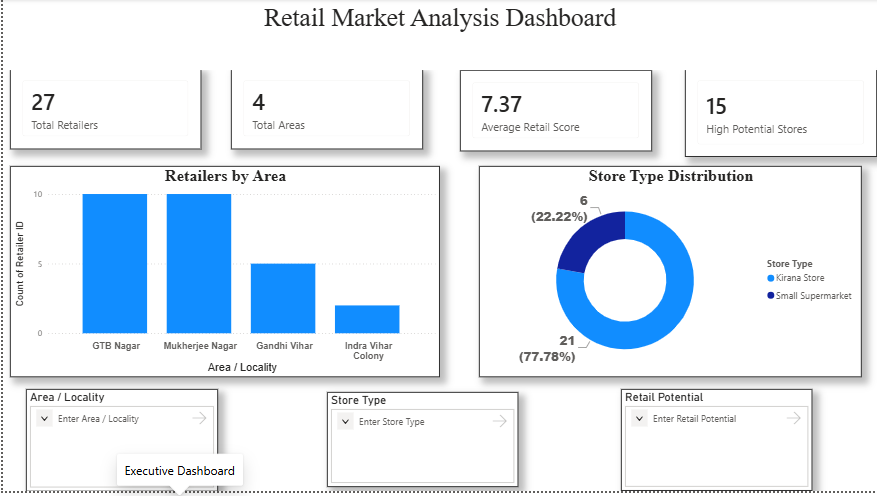 Retail Market Analysis Dashboard
27
Total Retailers
4
Total Areas
7.37
Average Retail Score
15
High Potential Stores
Retailers by Area
10
5
0
Count of Retailer ID
GTB Nagar
Mukherjee Nagar
Gandhi Vihar
Indra Vihar
Colony
Area / Locality
Store Type Distribution
6
(22.22%)
21
(77.78%)
Store Type
Kirana Store
Small Supermarket
Area / Locality
Enter Area / Locality
Store Type
Enter Store Type
Retail Potential
Enter Retail Potential
Executive Dashboard